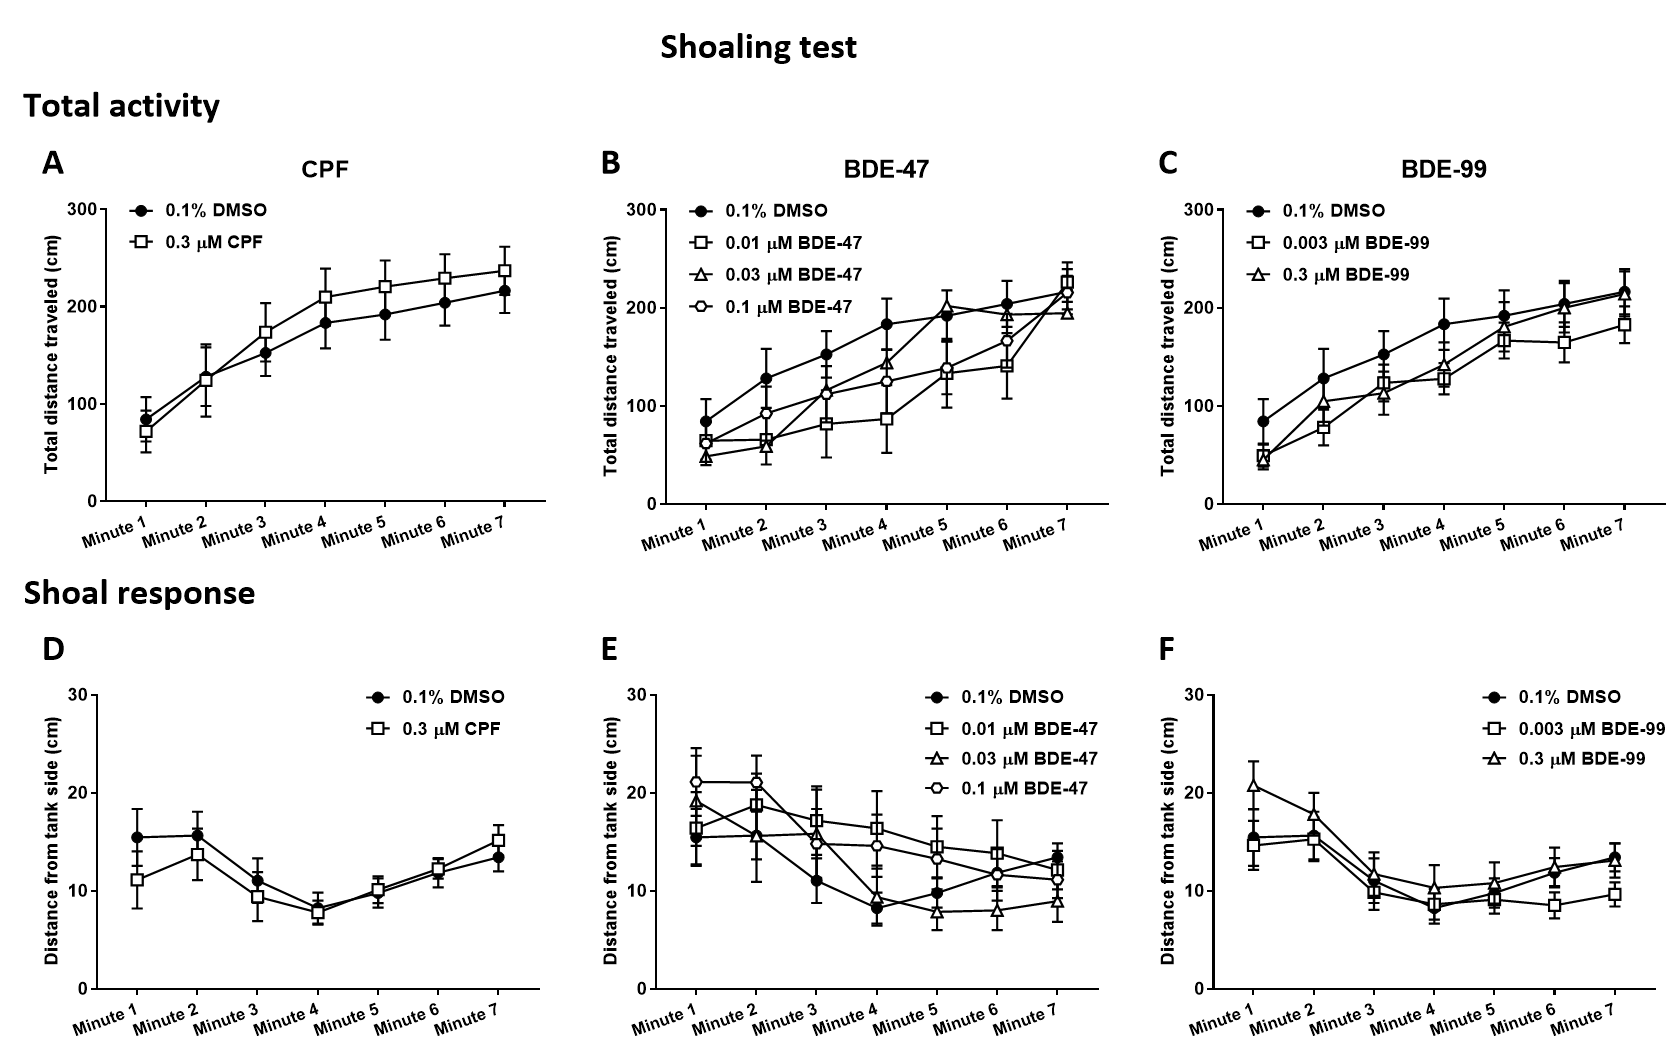 Shoaling test
Total activity
A
CPF
0.1% DMSO
0.3 μM CPF
Total distance traveled (cm)
300
200
100
0
Minute 1
Minute 2
Minute 3
Minute 4
Minute 5
Minute 6
Minute 7
B
BDE-47
0.1% DMSO
0.01 μM BDE-47
0.03 μM BDE-47
0.1 μM BDE-47
Total distance traveled (cm)
300
200
100
0
Minute 1
Minute 2
Minute 3
Minute 4
Minute 5
Minute 6
Minute 7
C
BDE-99
0.1% DMSO
0.003 μM BDE-99
0.3 μM BDE-99
Total distance traveled (cm)
300
200
100
0
Minute 1
Minute 2
Minute 3
Minute 4
Minute 5
Minute 6
Minute 7
Shoal response
D
0.1% DMSO
0.3 μM CPF
Distance from tank side (cm)
30
20
10
0
Minute 1
Minute 2
Minute 3
Minute 4
Minute 5
Minute 6
Minute 7
E
0.1% DMSO
0.01 μM BDE-47
0.03 μM BDE-47
0.1 μM BDE-47
Distance from tank side (cm)
30
20
10
0
Minute 1
Minute 2
Minute 3
Minute 4
Minute 5
Minute 6
Minute 7
F
0.1% DMSO
0.003 μM BDE-99
0.3 μM BDE-99
Distance from tank side (cm)
30
20
10
0
Minute 1
Minute 2
Minute 3
Minute 4
Minute 5
Minute 6
Minute 7